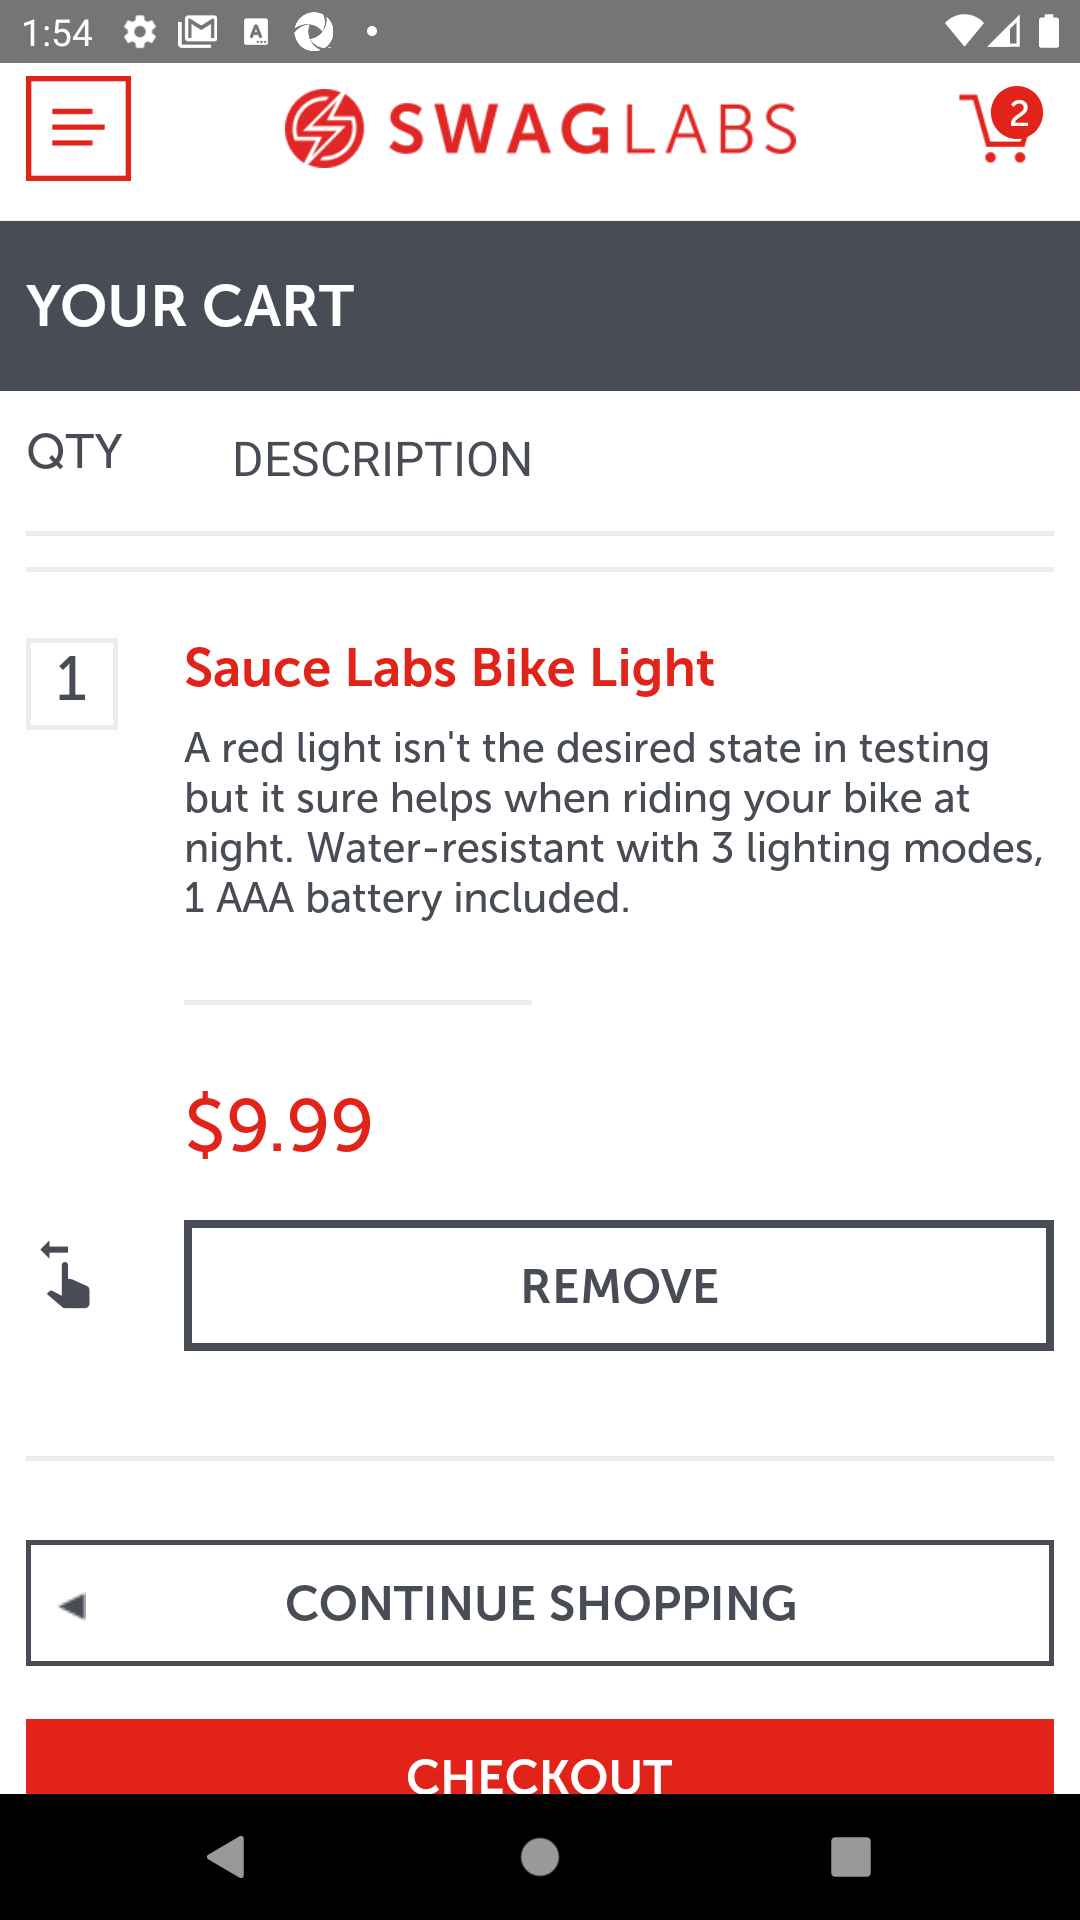 1:54
SWAGLABS
2
YOUR CART
QTY DESCRIPTION
1
Sauce Labs Bike Light
A red light isn't the desired state in testing
but it sure helps when riding your bike at
night. Water-resistant with 3 lighting modes,
1 AAA battery included.
$9.99
REMOVE
CONTINUE SHOPPING
CHECKOUT